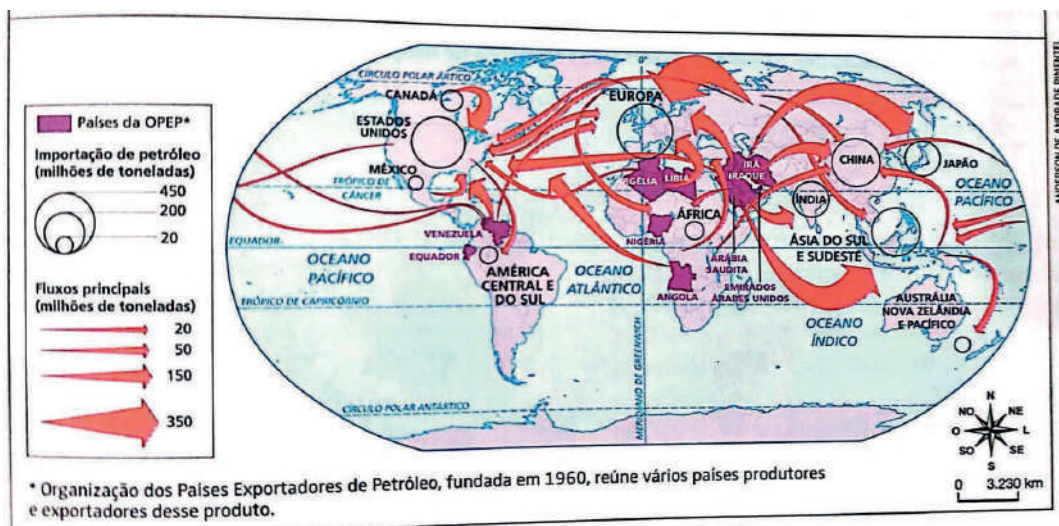 Países da OPEP*
Importação de petróleo
(milhões de toneladas)
450
200
20
Fluxos principais
(milhões de toneladas)
20
50
150
350
CÍRCULO POLAR ÁRTICO
CANADÁ
ESTADOS
UNIDOS
MÉXICO
TRÓPICO DE
CÂNCER
VENEZUELA
EQUADOR
EQUADOR
OCEANO
PACÍFICO
AMÉRICA
CENTRAL E
DO SUL
TRÓPICO DE CAPRICÓRNIO
OCEANO
ATLÂNTICO
CÍRCULO POLAR ANTÁRTICO
MERIDIANO DE GREENWICH
0°
EUROPA
ARGÉLIA
LÍBIA
IRÃ
IRAQUE
ÁFRICA
NIGÉRIA
ANGOLA
ARÁBIA
SAUDITA
EMIRADOS
ÁRABES UNIDOS
CHINA
JAPÃO
ÍNDIA
OCEANO
PACÍFICO
0°
ÁSIA DO SUL
E SUDESTE
OCEANO
ÍNDICO
AUSTRÁLIA
NOVA ZELÂNDIA
E PACÍFICO
N
NO
NE
O
L
SO
SE
S
0 3.230 km
* Organização dos Países Exportadores de Petróleo, fundada em 1960, reúne vários países produtores
e exportadores desse produto.